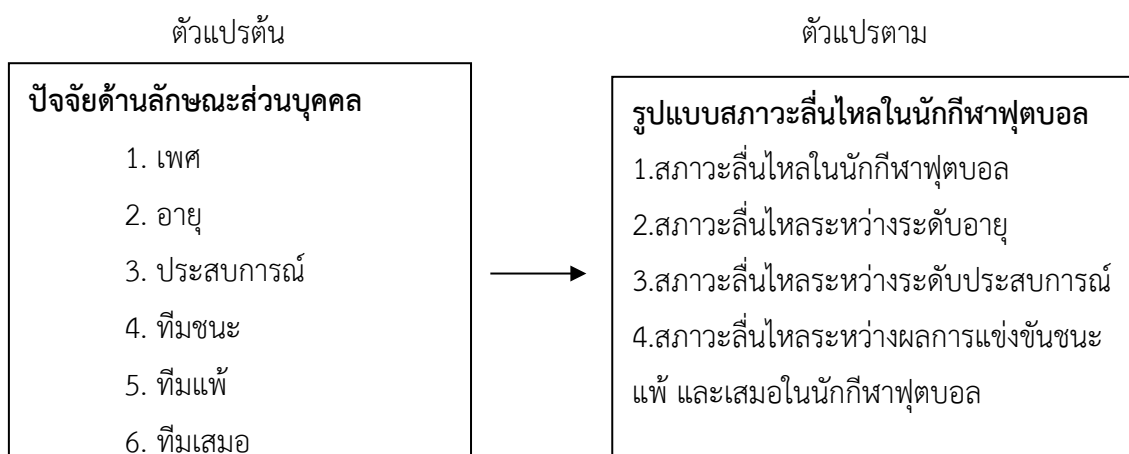 ตัวแปรต้น
ตัวแปรตาม
ปัจจัยด้านลักษณะส่วนบุคคล
1. เพศ
2. อายุ
3. ประสบการณ์
4. ทีมชนะ
5. ทีมแพ้
6. ทีมเสมอ
รูปแบบสภาวะลื่นไหลในนักกีฬาฟุตบอล
1.สภาวะลื่นไหลในนักกีฬาฟุตบอล
2.สภาวะลื่นไหลระหว่างระดับอายุ
3.สภาวะลื่นไหลระหว่างระดับประสบการณ์
4.สภาวะลื่นไหลระหว่างผลการแข่งขันชนะ
แพ้ และเสมอในนักกีฬาฟุตบอล